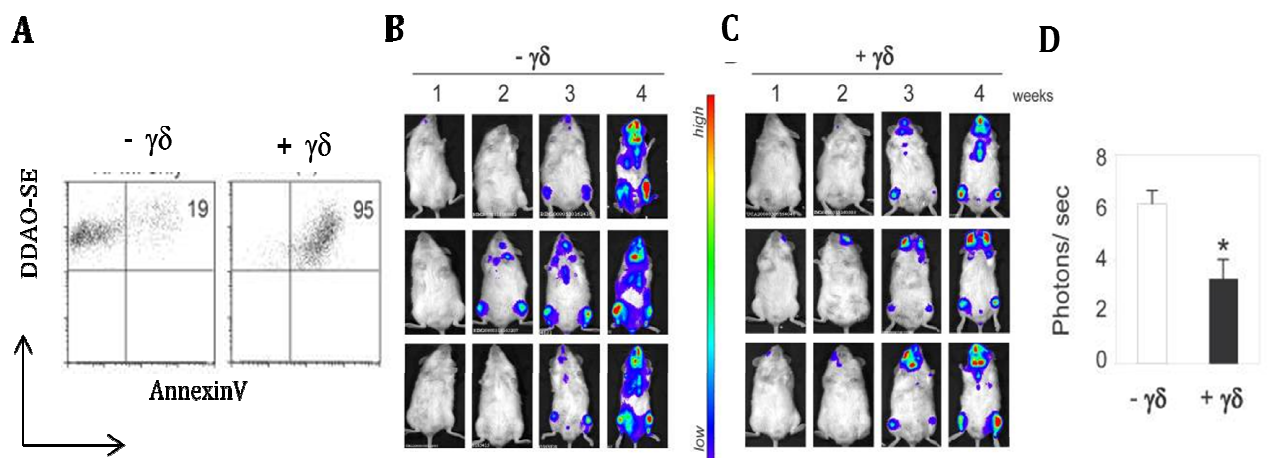 A
- γδ
+ γδ
DDAO-SE
19
95
AnnexinV
B
- γδ
1 2 3 4
high
low
C
+ γδ
1 2 3 4 weeks
D
Photons/ sec
8
6
4
2
0
*
- γδ
+ γδ